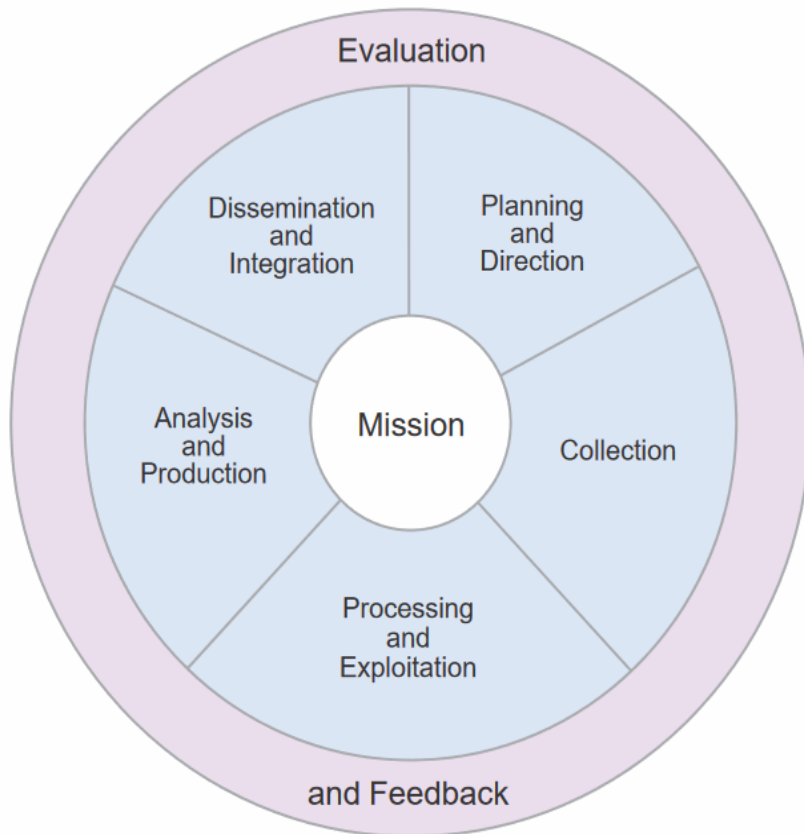 Evaluation
Dissemination
and
Integration
Planning
and
Direction
Analysis
and
Production
Mission
Collection
Processing
and
Exploitation
and Feedback